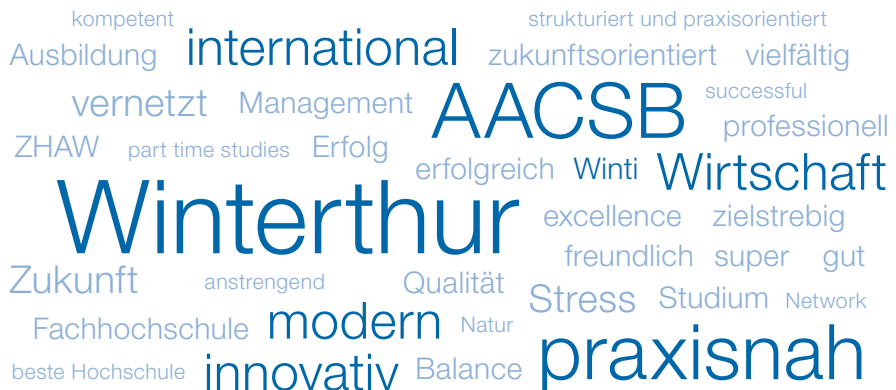 kompetent strukturiert und praxisorientiert
Ausbildung international zukunftsorientiert vielfältig
vernetzt Management AACSB successful
professionell
ZHAW part time studies Erfolg
erfolgreich Winti Wirtschaft
Winterthur excellence zielstrebig
freundlich super gut
Zukunft anstrengend Qualität
Stress Studium Network
Fachhochschule modern Natur
praxisnah
beste Hochschule innovativ Balance